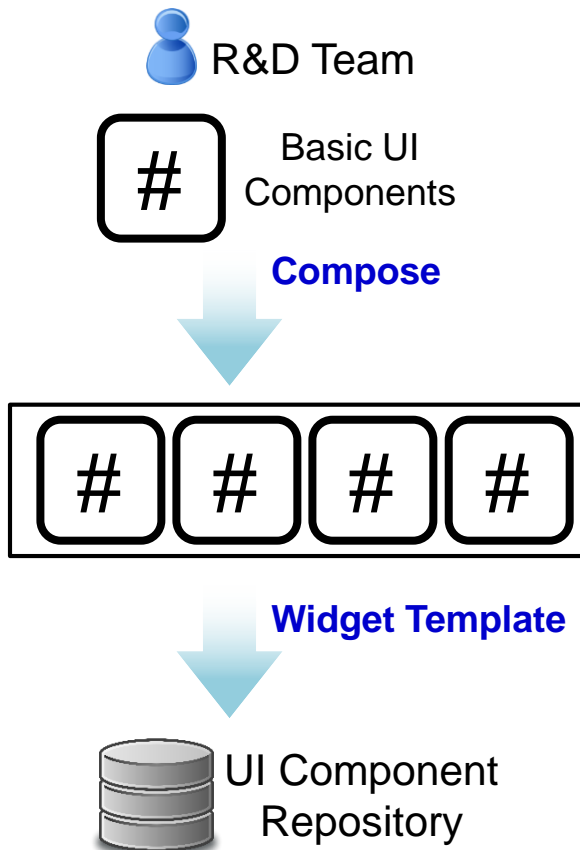 R&D Team
#
Basic UI
Components
Compose
# # # #
Widget Template
UI Component
Repository